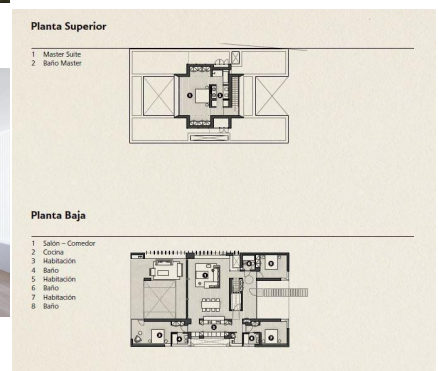 Planta Superior
1 Master Suite
2 Baño Master
Planta Baja
1 Salón – Comedor
2 Cocina
3 Habitación
4 Baño
5 Habitación
6 Baño
7 Habitación
8 Baño